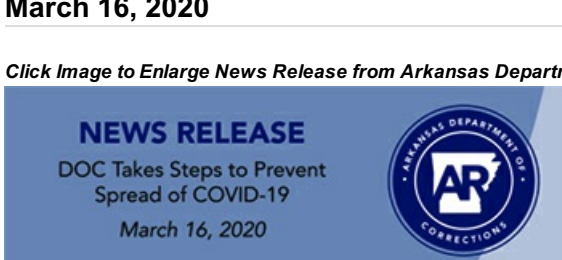 March 16, 2020
Click Image to Enlarge News Release from Arkansas
NEWS RELEASE
DOC Takes Steps to Prevent
Spread of COVID-19
March 16, 2020
ARKANSAS DEPARTMENT OF
AR
CORRECTIONS